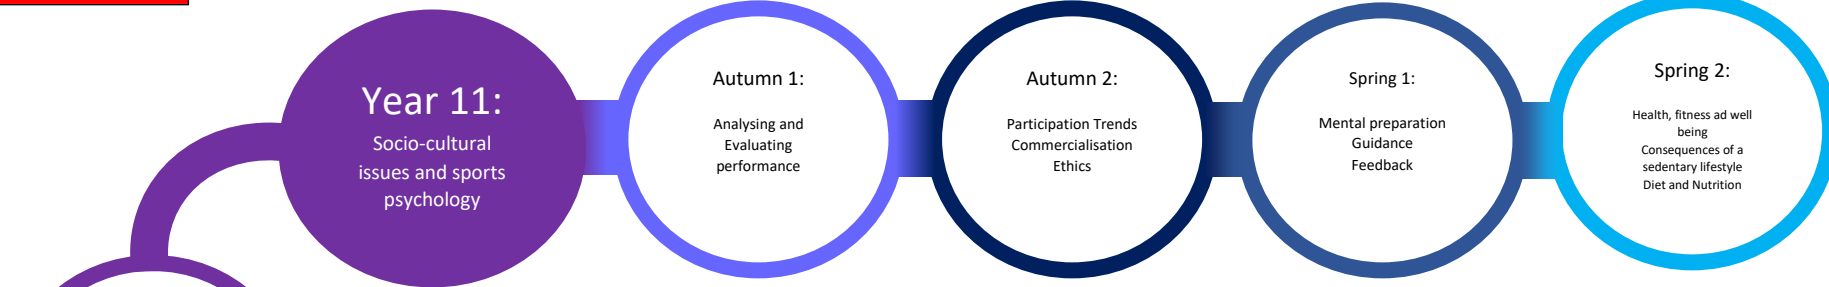 Year 11:
Socio-cultural
issues and sports
psychology
Autumn 1:
Analysing and
Evaluating
performance
Autumn 2:
Participation Trends
Commercialisation
Ethics
Spring 1:
Mental preparation
Guidance
Feedback
Spring 2:
Health, fitness ad well
being
Consequences of a
sedentary lifestyle
Diet and Nutrition